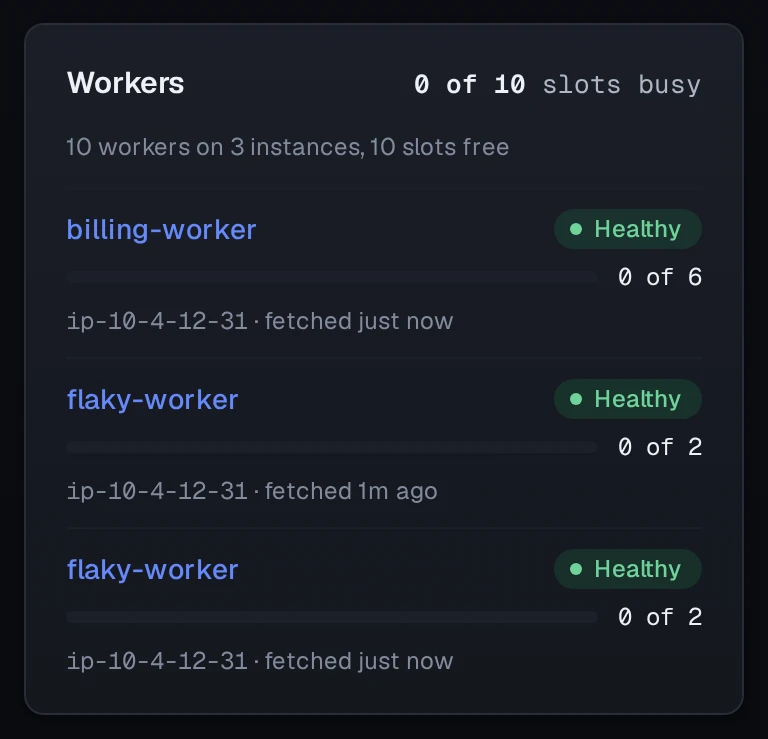 Workers 0 of 10 slots busy
10 workers on 3 instances, 10 slots free
billing-worker Healthy
0 of 6
ip-10-4-12-31 · fetched just now
flaky-worker Healthy
0 of 2
ip-10-4-12-31 · fetched 1m ago
flaky-worker Healthy
0 of 2
ip-10-4-12-31 · fetched just now